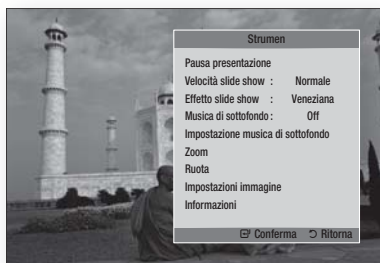 Strumen
Pausa presentazione
Velocità slide show : Normale
Effetto slide show : Veneziana
Musica di sottofondo : Off
Impostazione musica di sottofondo
Zoom
Ruota
Impostazioni immagine
Informazioni
Conferma Ritorna